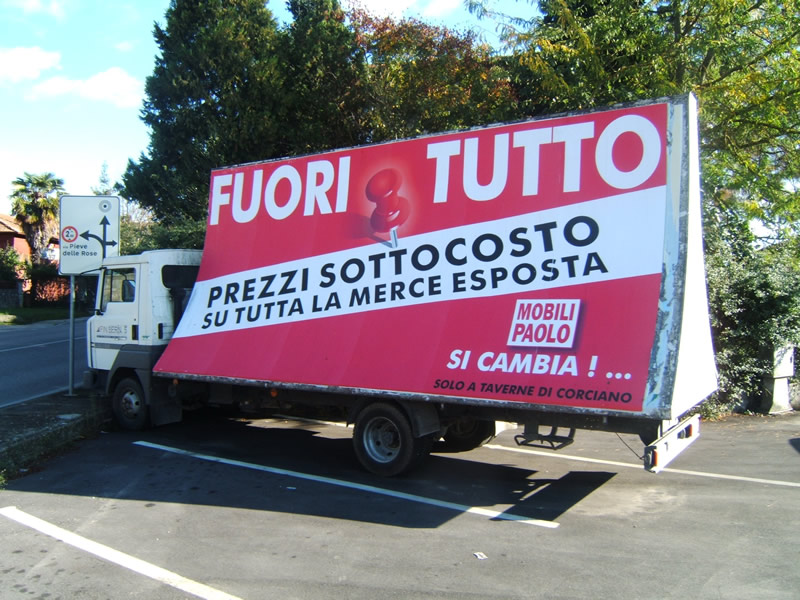 FUORI TUTTO
PREZZI SOTTOCOSTO
SU TUTTA LA MERCE ESPOSTA
MOBILI
PAOLO
SI CAMBIA ! ...
SOLO A TAVERNE DI CORCIANO
Pieve
delle Rose